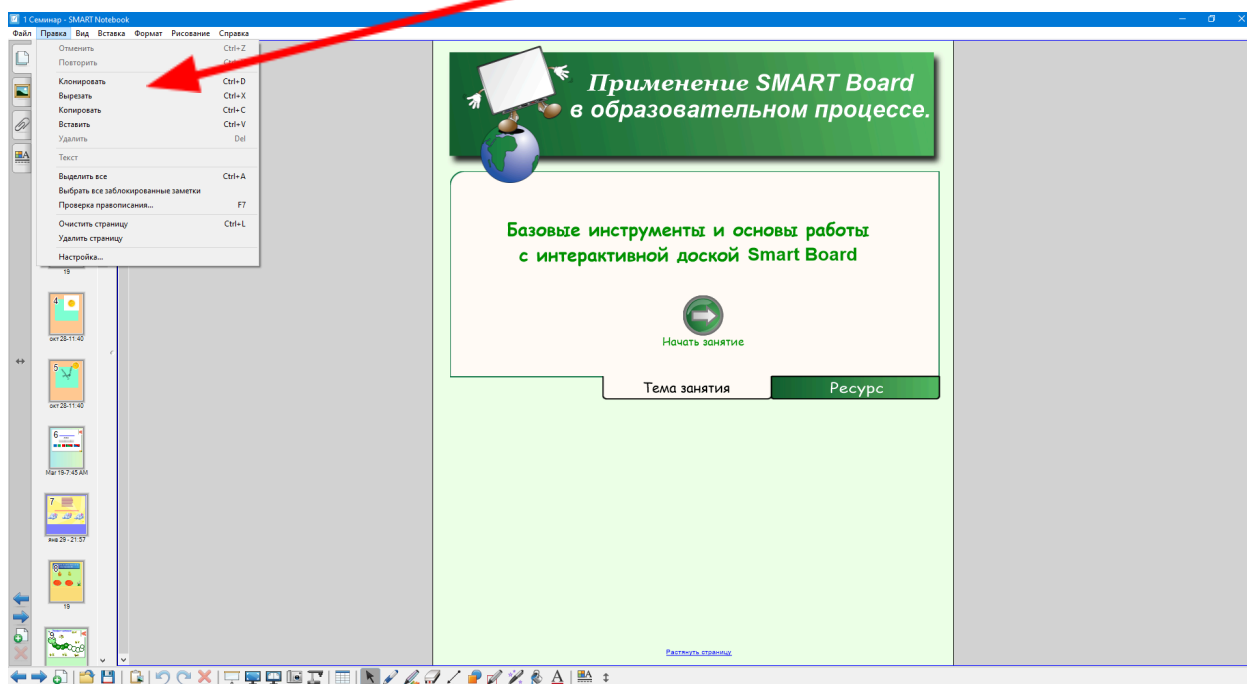 1 Семинар - SMART Notebook
Файл Правка Вид Вставка Формат Рисование Справка
Отменить Ctrl+Z
Повторить
Клонировать Ctrl+D
Вырезать Ctrl+X
Копировать Ctrl+C
Вставить Ctrl+V
Удалить Del
Текст
Выделить все Ctrl+A
Выбрать все заблокированные заметки
Проверка правописания... F7
Очистить страницу Ctrl+L
Удалить страницу
Настройка...
19
4
окт 28-11:40
5
окт 28-11:40
6
Mar 19-7:45 AM
7
янв 29 - 21:57
8
19
9
Применение SMART Board
в образовательном процессе.
Базовые инструменты и основы работы
с интерактивной доской Smart Board
Начать занятие
Тема занятия Ресурс
Растянуть страницу